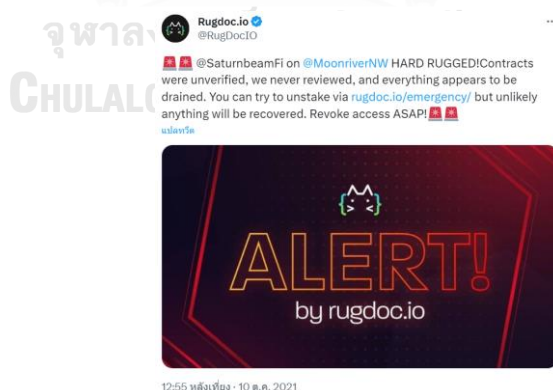 จุฬาล
CHULAL
Rugdoc.io
@RugDocIO
🚨🚨 @SaturnbeamFi on @MoonriverNW HARD RUGGED!Contracts
were unverified, we never reviewed, and everything appears to be
drained. You can try to unstake via rugdoc.io/emergency/ but unlikely
anything will be recovered. Revoke access ASAP!🚨🚨
แปลทวีต
ALERT!
by rugdoc.io
12:55 หลังเที่ยง · 10 ต.ค. 2021